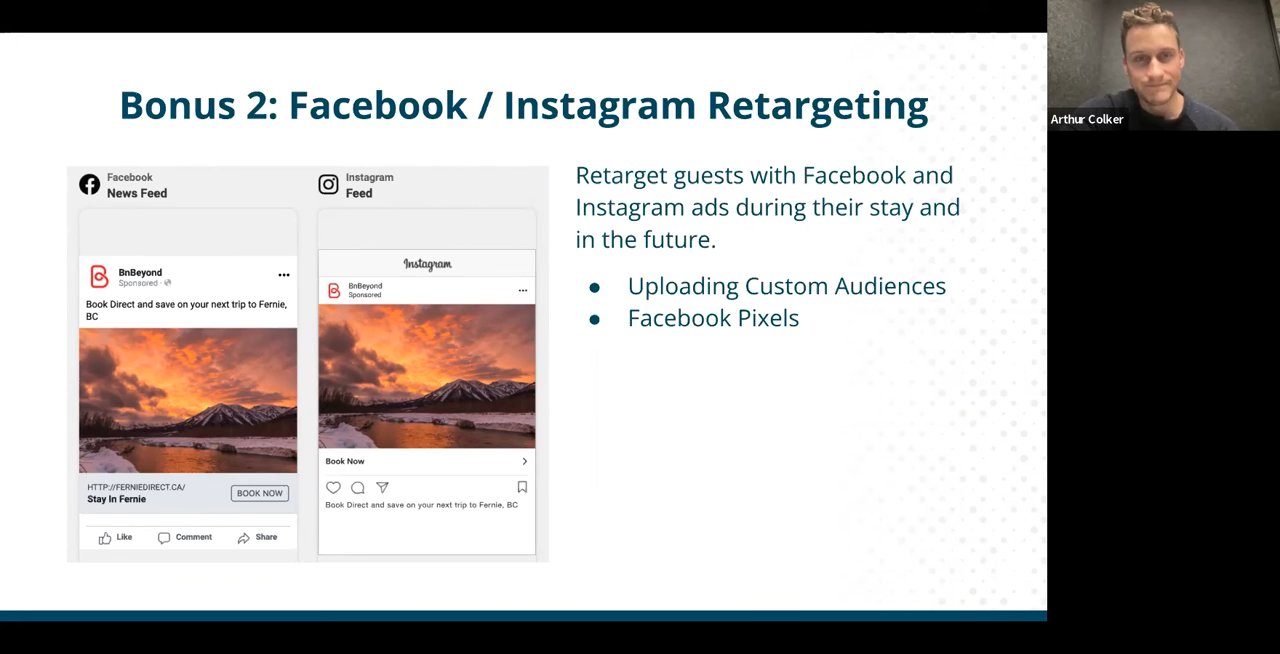 Bonus 2: Facebook / Instagram Retargeting
Arthur Colker
Facebook
News Feed
BnBeyond
Sponsored ·
Book Direct and save on your next trip to Fernie,
BC
HTTP://FERNIEDIRECT.CA/
Stay In Fernie
BOOK NOW
Like
Comment
Share
Instagram
Feed
Instagram
BnBeyond
Sponsored
Book Now
Book Direct and save on your next trip to Fernie, BC
Retarget guests with Facebook and
Instagram ads during their stay and
in the future.
● Uploading Custom Audiences
● Facebook Pixels